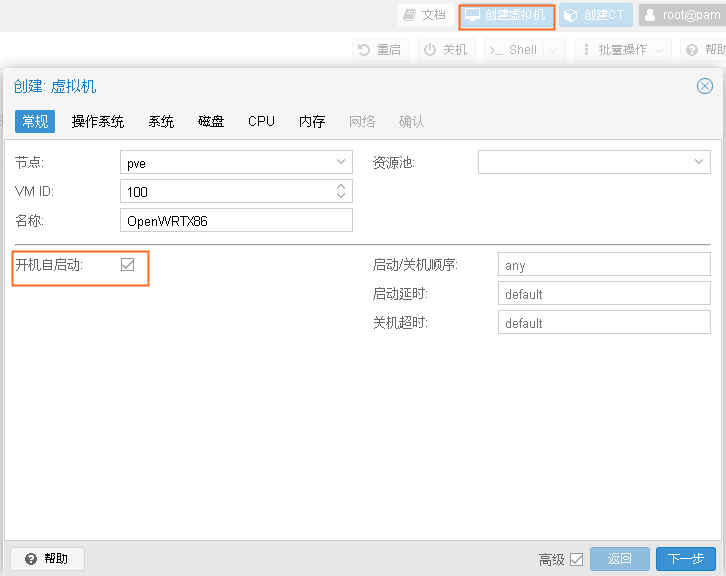 文档 创建虚拟机 创建CT root@pam
重启 关机 Shell 批量操作 帮助
创建: 虚拟机
常规 操作系统 系统 磁盘 CPU 内存 网络 确认
节点: pve 资源池:
VM ID: 100
名称: OpenWRTX86
开机自启动: 启动/关机顺序: any
启动延时: default
关机超时: default
帮助 高级 返回 下一步